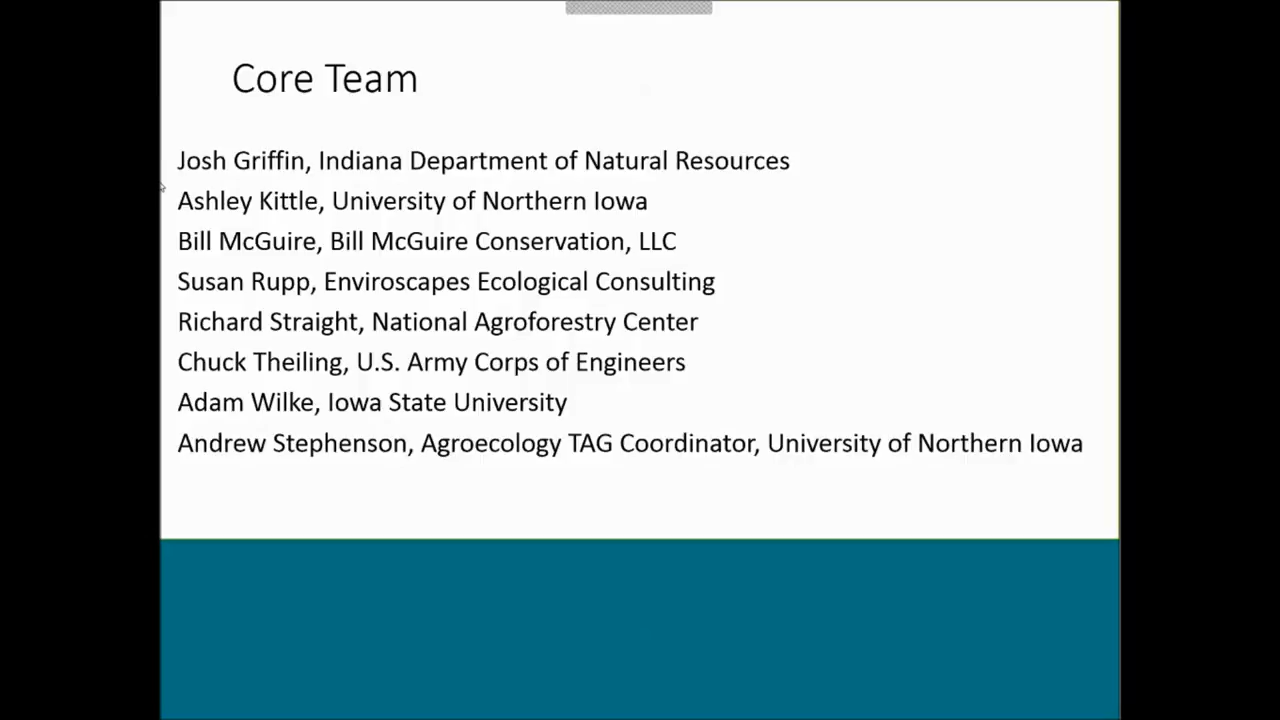 Core Team
Josh Griffin, Indiana Department of Natural Resources
Ashley Kittle, University of Northern Iowa
Bill McGuire, Bill McGuire Conservation, LLC
Susan Rupp, Enviroscapes Ecological Consulting
Richard Straight, National Agroforestry Center
Chuck Theiling, U.S. Army Corps of Engineers
Adam Wilke, Iowa State University
Andrew Stephenson, Agroecology TAG Coordinator, University of Northern Iowa